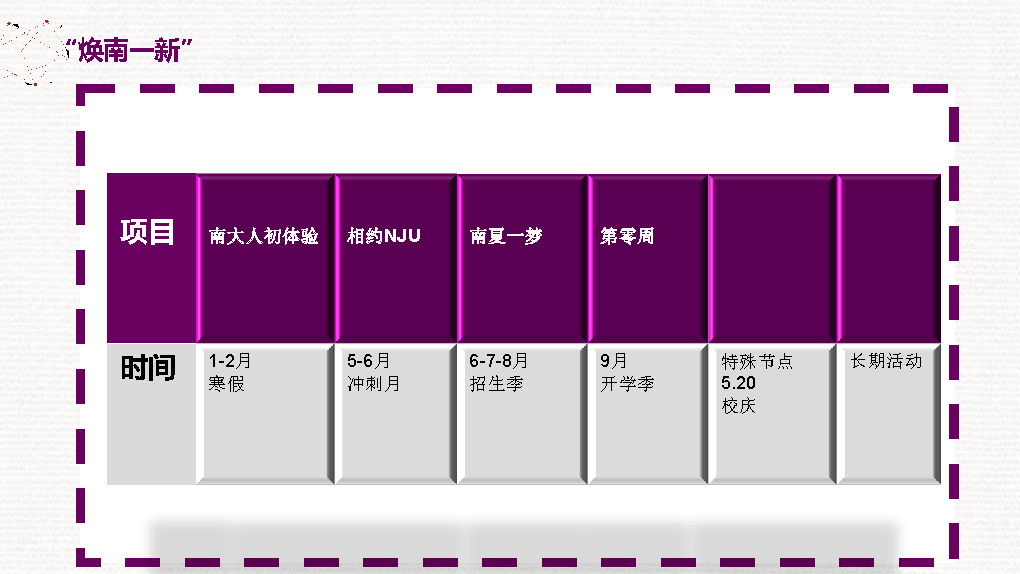 “焕南一新”
项目
南大人初体验
相约NJU
南夏一梦
第零周
时间
1-2月
寒假
5-6月
冲刺月
6-7-8月
招生季
9月
开学季
特殊节点
5.20
校庆
长期活动